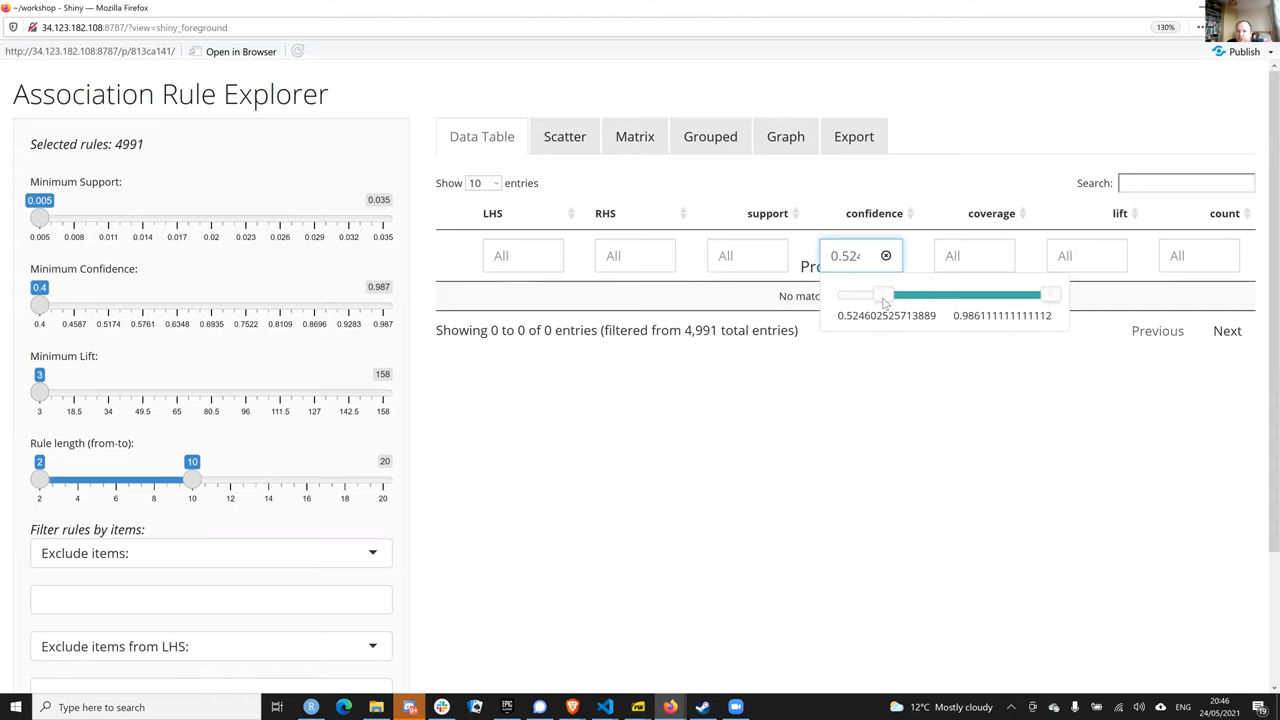 ~/workshop - Shiny — Mozilla Firefox
34.123.182.108:8787/?view=shiny_foreground
130%
http://34.123.182.108:8787/p/813ca141/
Open in Browser
Publish
Association Rule Explorer
Selected rules: 4991
Minimum Support:
0.005
0.035
0.005 0.008 0.011 0.014 0.017 0.02 0.023 0.026 0.029 0.032 0.035
Minimum Confidence:
0.4
0.987
0.4 0.4587 0.5174 0.5761 0.6348 0.6935 0.7522 0.8109 0.8696 0.9283 0.987
Minimum Lift:
3
158
3 18.5 34 49.5 65 80.5 96 111.5 127 142.5 158
Rule length (from-to):
2
10
20
2 4 6 8 10 12 14 16 18 20
Filter rules by items:
Exclude items:
Exclude items from LHS:
Data Table
Scatter
Matrix
Grouped
Graph
Export
Show 10 entries
Search:
LHS RHS support confidence coverage lift count
All All All 0.524 All All All
Pro
No matc
0.524602525713889 0.986111111111112
Showing 0 to 0 of 0 entries (filtered from 4,991 total entries)
Previous Next
Type here to search
12°C Mostly cloudy
ENG
20:46
24/05/2021